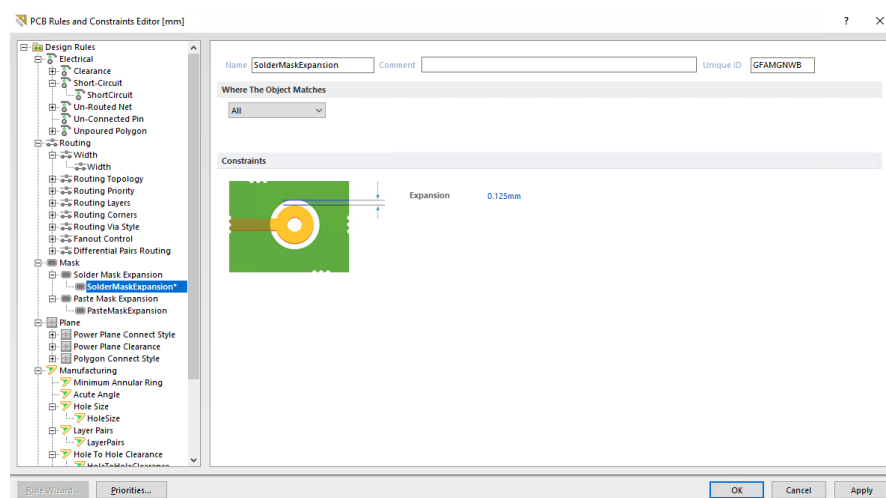 PCB Rules and Constraints Editor [mm]
?
Design Rules
Electrical
Clearance
Short-Circuit
ShortCircuit
Un-Routed Net
Un-Connected Pin
Unpoured Polygon
Routing
Width
Width
Routing Topology
Routing Priority
Routing Layers
Routing Corners
Routing Via Style
Fanout Control
Differential Pairs Routing
Mask
Solder Mask Expansion
SolderMaskExpansion*
Paste Mask Expansion
PasteMaskExpansion
Plane
Power Plane Connect Style
Power Plane Clearance
Polygon Connect Style
Manufacturing
Minimum Annular Ring
Acute Angle
Hole Size
HoleSize
Layer Pairs
LayerPairs
Hole To Hole Clearance
HoleToHoleClearance
Name SolderMaskExpansion Comment Unique ID GFAMGNWB
Where The Object Matches
All
Constraints
Expansion 0.125mm
Rule Wizard... Priorities... OK Cancel Apply